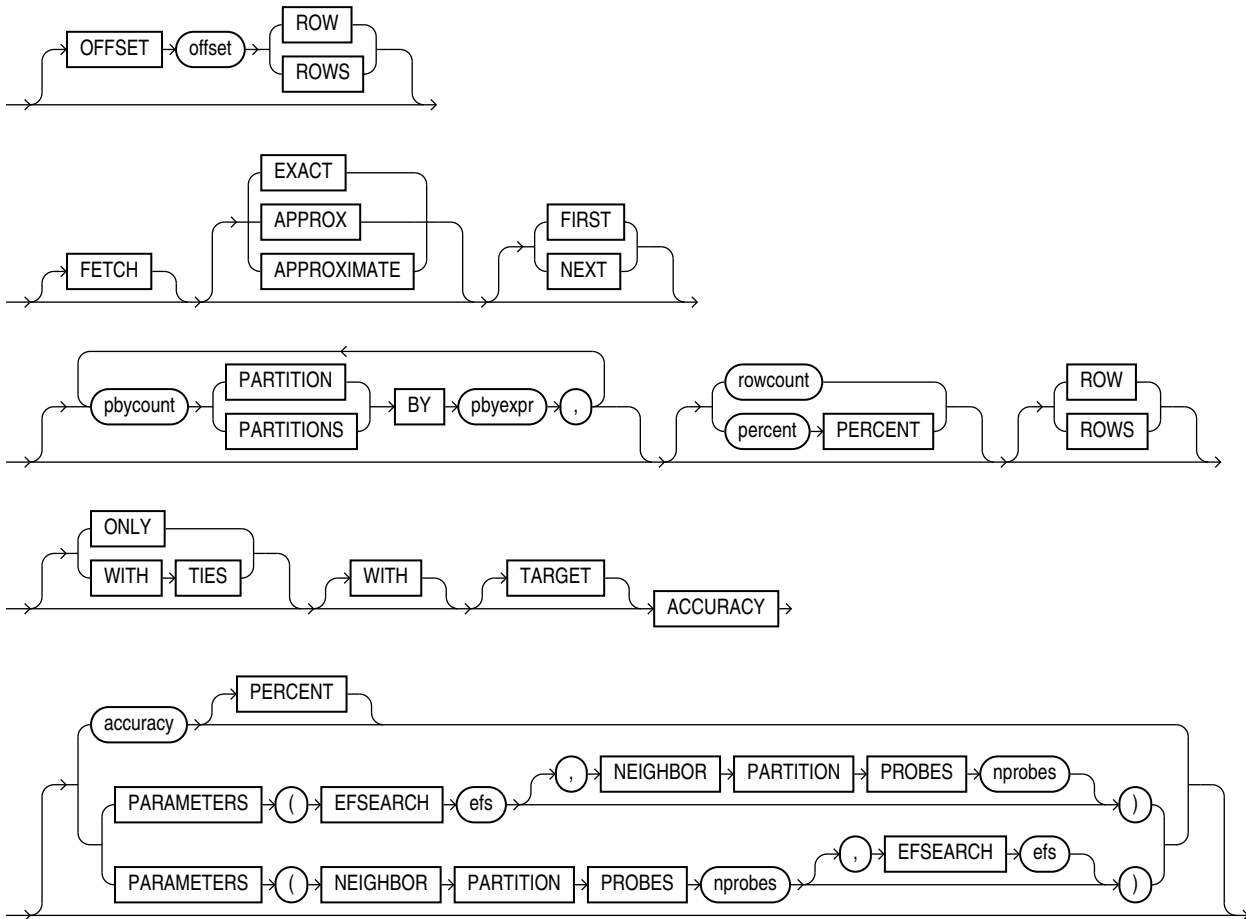 OFFSET offset ROW
ROWS
EXACT
APPROX
APPROXIMATE
FETCH
FIRST
NEXT
pbycount PARTITION
PARTITIONS
BY pbyexpr ,
rowcount
percent PERCENT
ROW
ROWS
ONLY
WITH TIES
WITH
TARGET
ACCURACY
accuracy PERCENT
PARAMETERS ( EFSEARCH efs , NEIGHBOR PARTITION PROBES nprobes )
PARAMETERS ( NEIGHBOR PARTITION PROBES nprobes , EFSEARCH efs )